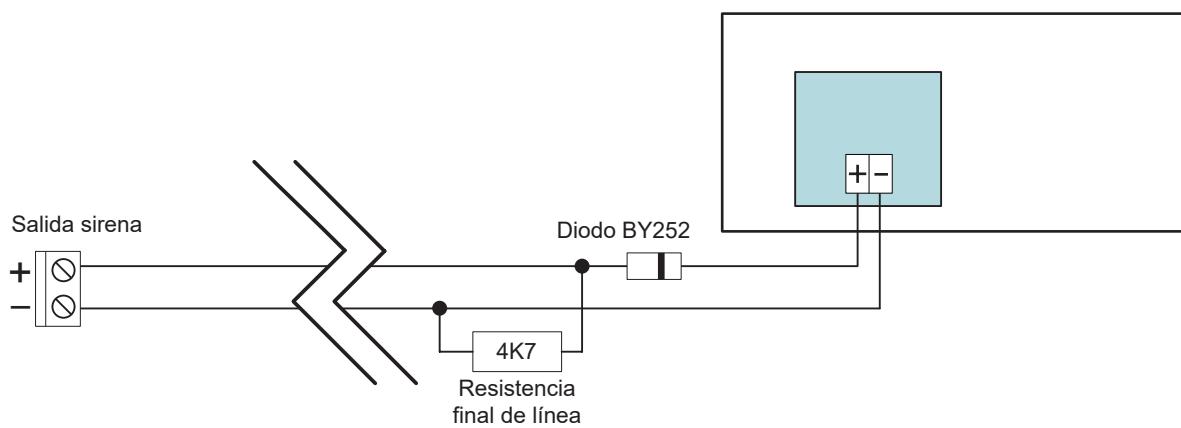 Salida sirena
+
−
Diodo BY252
+ −
4K7
Resistencia
final de línea